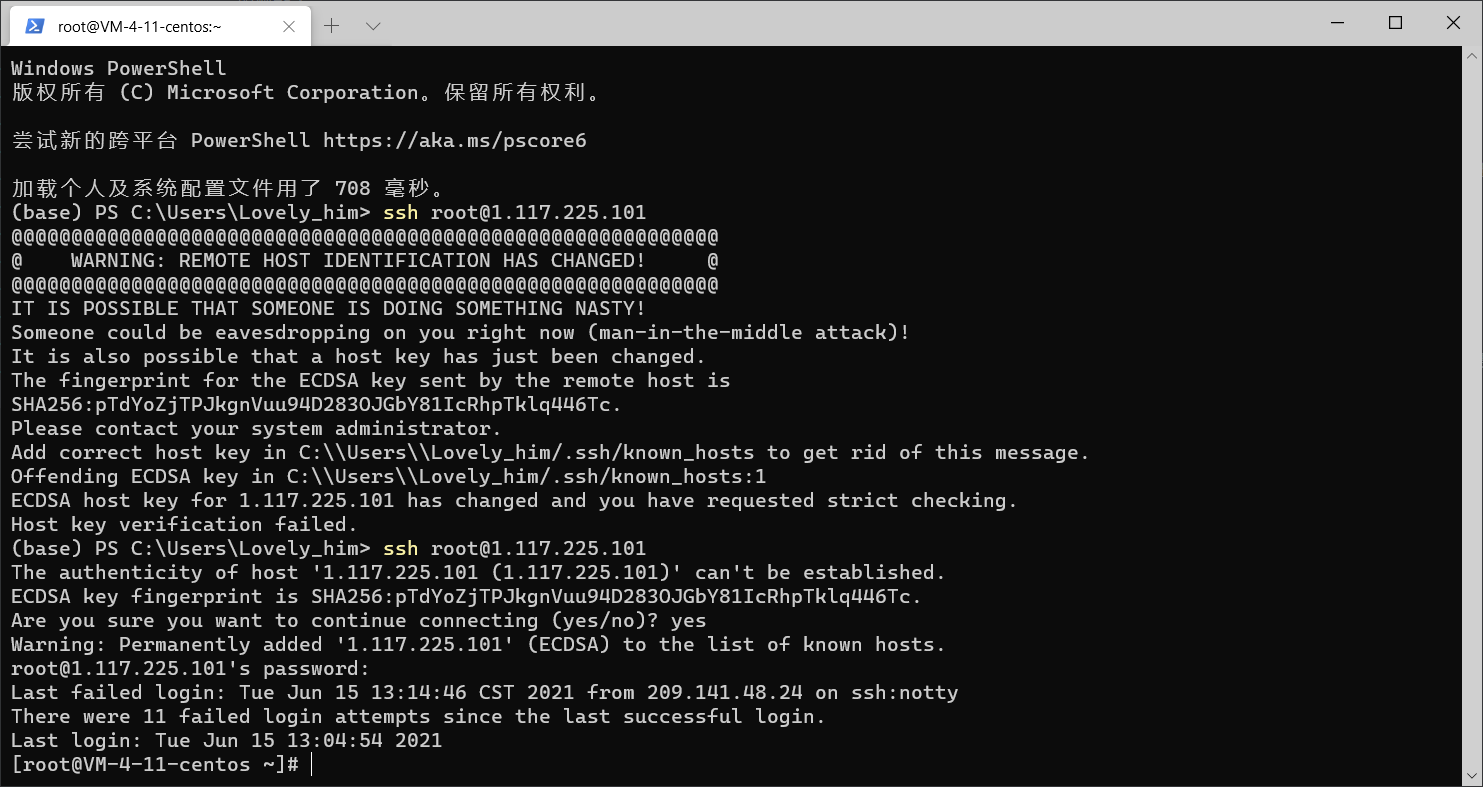 root@VM-4-11-centos:~
Windows PowerShell
版权所有 (C) Microsoft Corporation。保留所有权利。
尝试新的跨平台 PowerShell https://aka.ms/pscore6
加载个人及系统配置文件用了 708 毫秒。
(base) PS C:\Users\Lovely_him> ssh root@1.117.225.101
@@@@@@@@@@@@@@@@@@@@@@@@@@@@@@@@@@@@@@@@@@@@@@@@@@@@@@@@@@@
@    WARNING: REMOTE HOST IDENTIFICATION HAS CHANGED!     @
@@@@@@@@@@@@@@@@@@@@@@@@@@@@@@@@@@@@@@@@@@@@@@@@@@@@@@@@@@@
IT IS POSSIBLE THAT SOMEONE IS DOING SOMETHING NASTY!
Someone could be eavesdropping on you right now (man-in-the-middle attack)!
It is also possible that a host key has just been changed.
The fingerprint for the ECDSA key sent by the remote host is
SHA256:pTdYoZjTPJkgnVuu94D283OJGbY81IcRhpTklq446Tc.
Please contact your system administrator.
Add correct host key in C:\\Users\\Lovely_him/.ssh/known_hosts to get rid of this message.
Offending ECDSA key in C:\\Users\\Lovely_him/.ssh/known_hosts:1
ECDSA host key for 1.117.225.101 has changed and you have requested strict checking.
Host key verification failed.
(base) PS C:\Users\Lovely_him> ssh root@1.117.225.101
The authenticity of host '1.117.225.101 (1.117.225.101)' can't be established.
ECDSA key fingerprint is SHA256:pTdYoZjTPJkgnVuu94D283OJGbY81IcRhpTklq446Tc.
Are you sure you want to continue connecting (yes/no)? yes
Warning: Permanently added '1.117.225.101' (ECDSA) to the list of known hosts.
root@1.117.225.101's password:
Last failed login: Tue Jun 15 13:14:46 CST 2021 from 209.141.48.24 on ssh:notty
There were 11 failed login attempts since the last successful login.
Last login: Tue Jun 15 13:04:54 2021
[root@VM-4-11-centos ~]#